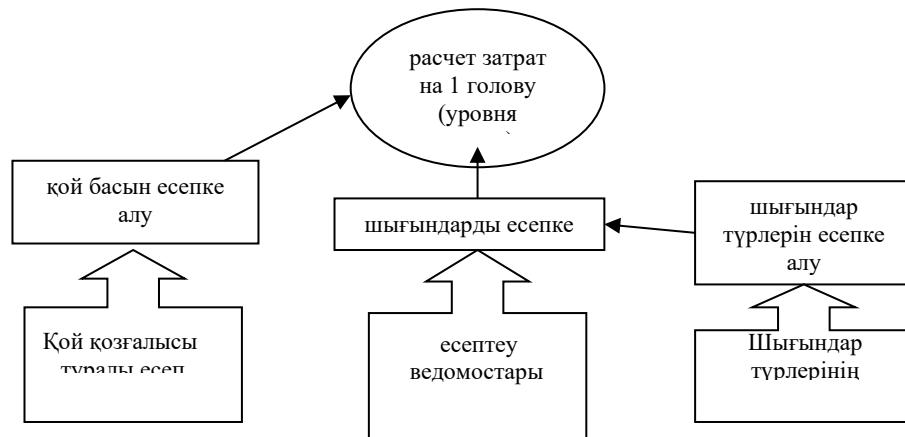 расчет затрат
на 1 голову
(уровня
қой басын есепке
алу
шығындарды есепке
шығындар
түрлерін есепке
алу
Қой қозғалысы
туралы есеп
есептеу
ведомостары
Шығындар
түрлерінің